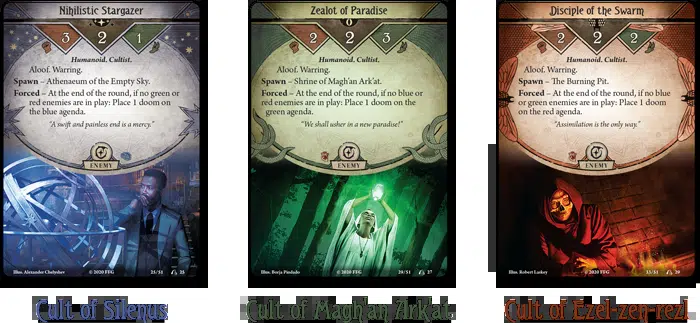 Nihilistic Stargazer
3 2 1
Humanoid. Cultist.
Aloof. Warring.
Spawn – Athenaeum of the Empty Sky.
Forced – At the end of the round, if no green or
red enemies are in play: Place 1 doom on
the blue agenda.
"A swift and painless end is a mercy."
ENEMY
Illus. Alexander Chelyshev © 2020 FFG 25/51 25
Cult of Silenus
Zealot of Paradise
2 2 3
Humanoid. Cultist.
Aloof. Warring.
Spawn – Shrine of Magh'an Ark'at.
Forced – At the end of the round, if no blue or
red enemies are in play: Place 1 doom on the
green agenda.
"We shall usher in a new paradise!"
ENEMY
Illus. Borja Pindado © 2020 FFG 29/51 27
Cult of Magh'an Ark'at
Disciple of the Swarm
2 2 2
Humanoid. Cultist.
Aloof. Warring.
Spawn – The Burning Pit.
Forced – At the end of the round, if no blue
or green enemies are in play: Place 1 doom
on the red agenda.
"Assimilation is the only way."
ENEMY
Illus. Robert Laskey © 2020 FFG 33/51 29
Cult of Ezel-zen-rezl